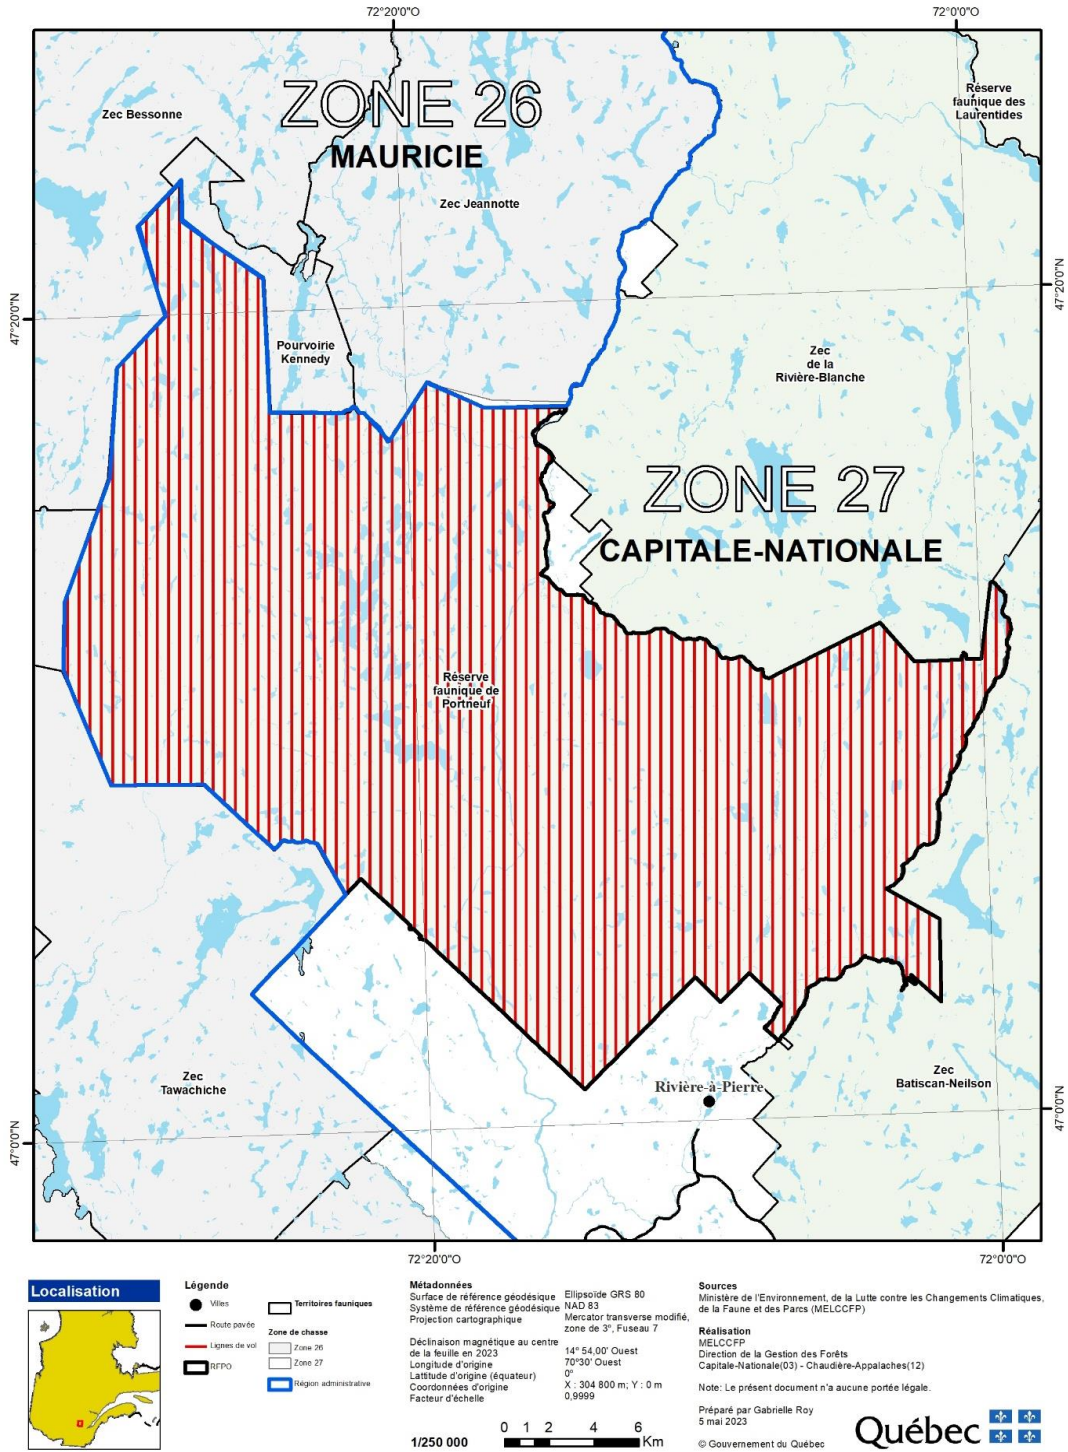 72°20'0"O
72°0'0"O
ZONE 26
MAURICIE
Zec Bessonne
Réserve
faunique des
Laurentides
Zec Jeannotte
47°20'0"N
47°20'0"N
Pourvoirie
Kennedy
Zec
de la
Rivière-Blanche
ZONE 27
CAPITALE-NATIONALE
Réserve
faunique de
Portneuf
Zec
Tawachiche
Rivière-à-Pierre
Zec
Batiscan-Neilson
47°0'0"N
47°0'0"N
72°20'0"O
72°0'0"O
Localisation
Légende
Villes
Route pavée
Lignes de vol
RFPO
Territoires fauniques
Zone de chasse
Zone 26
Zone 27
Région administrative
Métadonnées
Surface de référence géodésique Ellipsoïde GRS 80
Système de référence géodésique NAD 83
Projection cartographique Mercator transverse modifié,
zone de 3°, Fuseau 7
Déclinaison magnétique au centre
de la feuille en 2023 14° 54,00' Ouest
Longitude d'origine 70°30' Ouest
Lattitude d'origine (équateur) 0°
Coordonnées d'origine X : 304 800 m; Y : 0 m
Facteur d'échelle 0,9999
1/250 000
0 1 2 4 6
Km
Sources
Ministère de l'Environnement, de la Lutte contre les Changements Climatiques,
de la Faune et des Parcs (MELCCFP)
Réalisation
MELCCFP
Direction de la Gestion des Forêts
Capitale-Nationale(03) - Chaudière-Appalaches(12)
Note: Le présent document n'a aucune portée légale.
Préparé par Gabrielle Roy
5 mai 2023
© Gouvernement du Québec
Québec